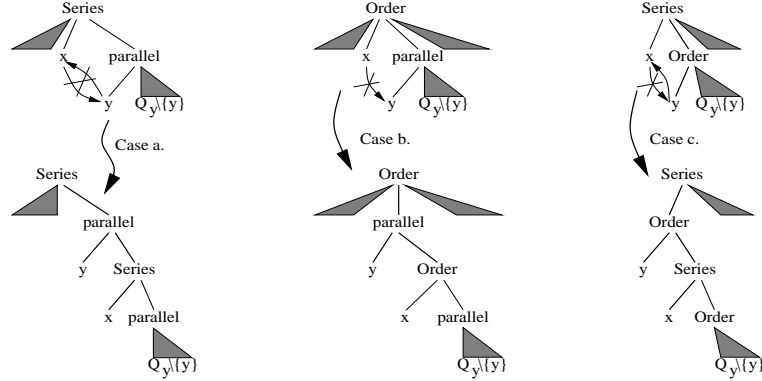 Series Order Series
x parallel x parallel x Order
y Q y\{y} y Q y\{y} y Q y\{y}
Case a. Case b. Case c.
Series Order Series
parallel parallel Order
y Series y Order y Series
x parallel x parallel x Order
Q y\{y} Q y\{y} Q y\{y}